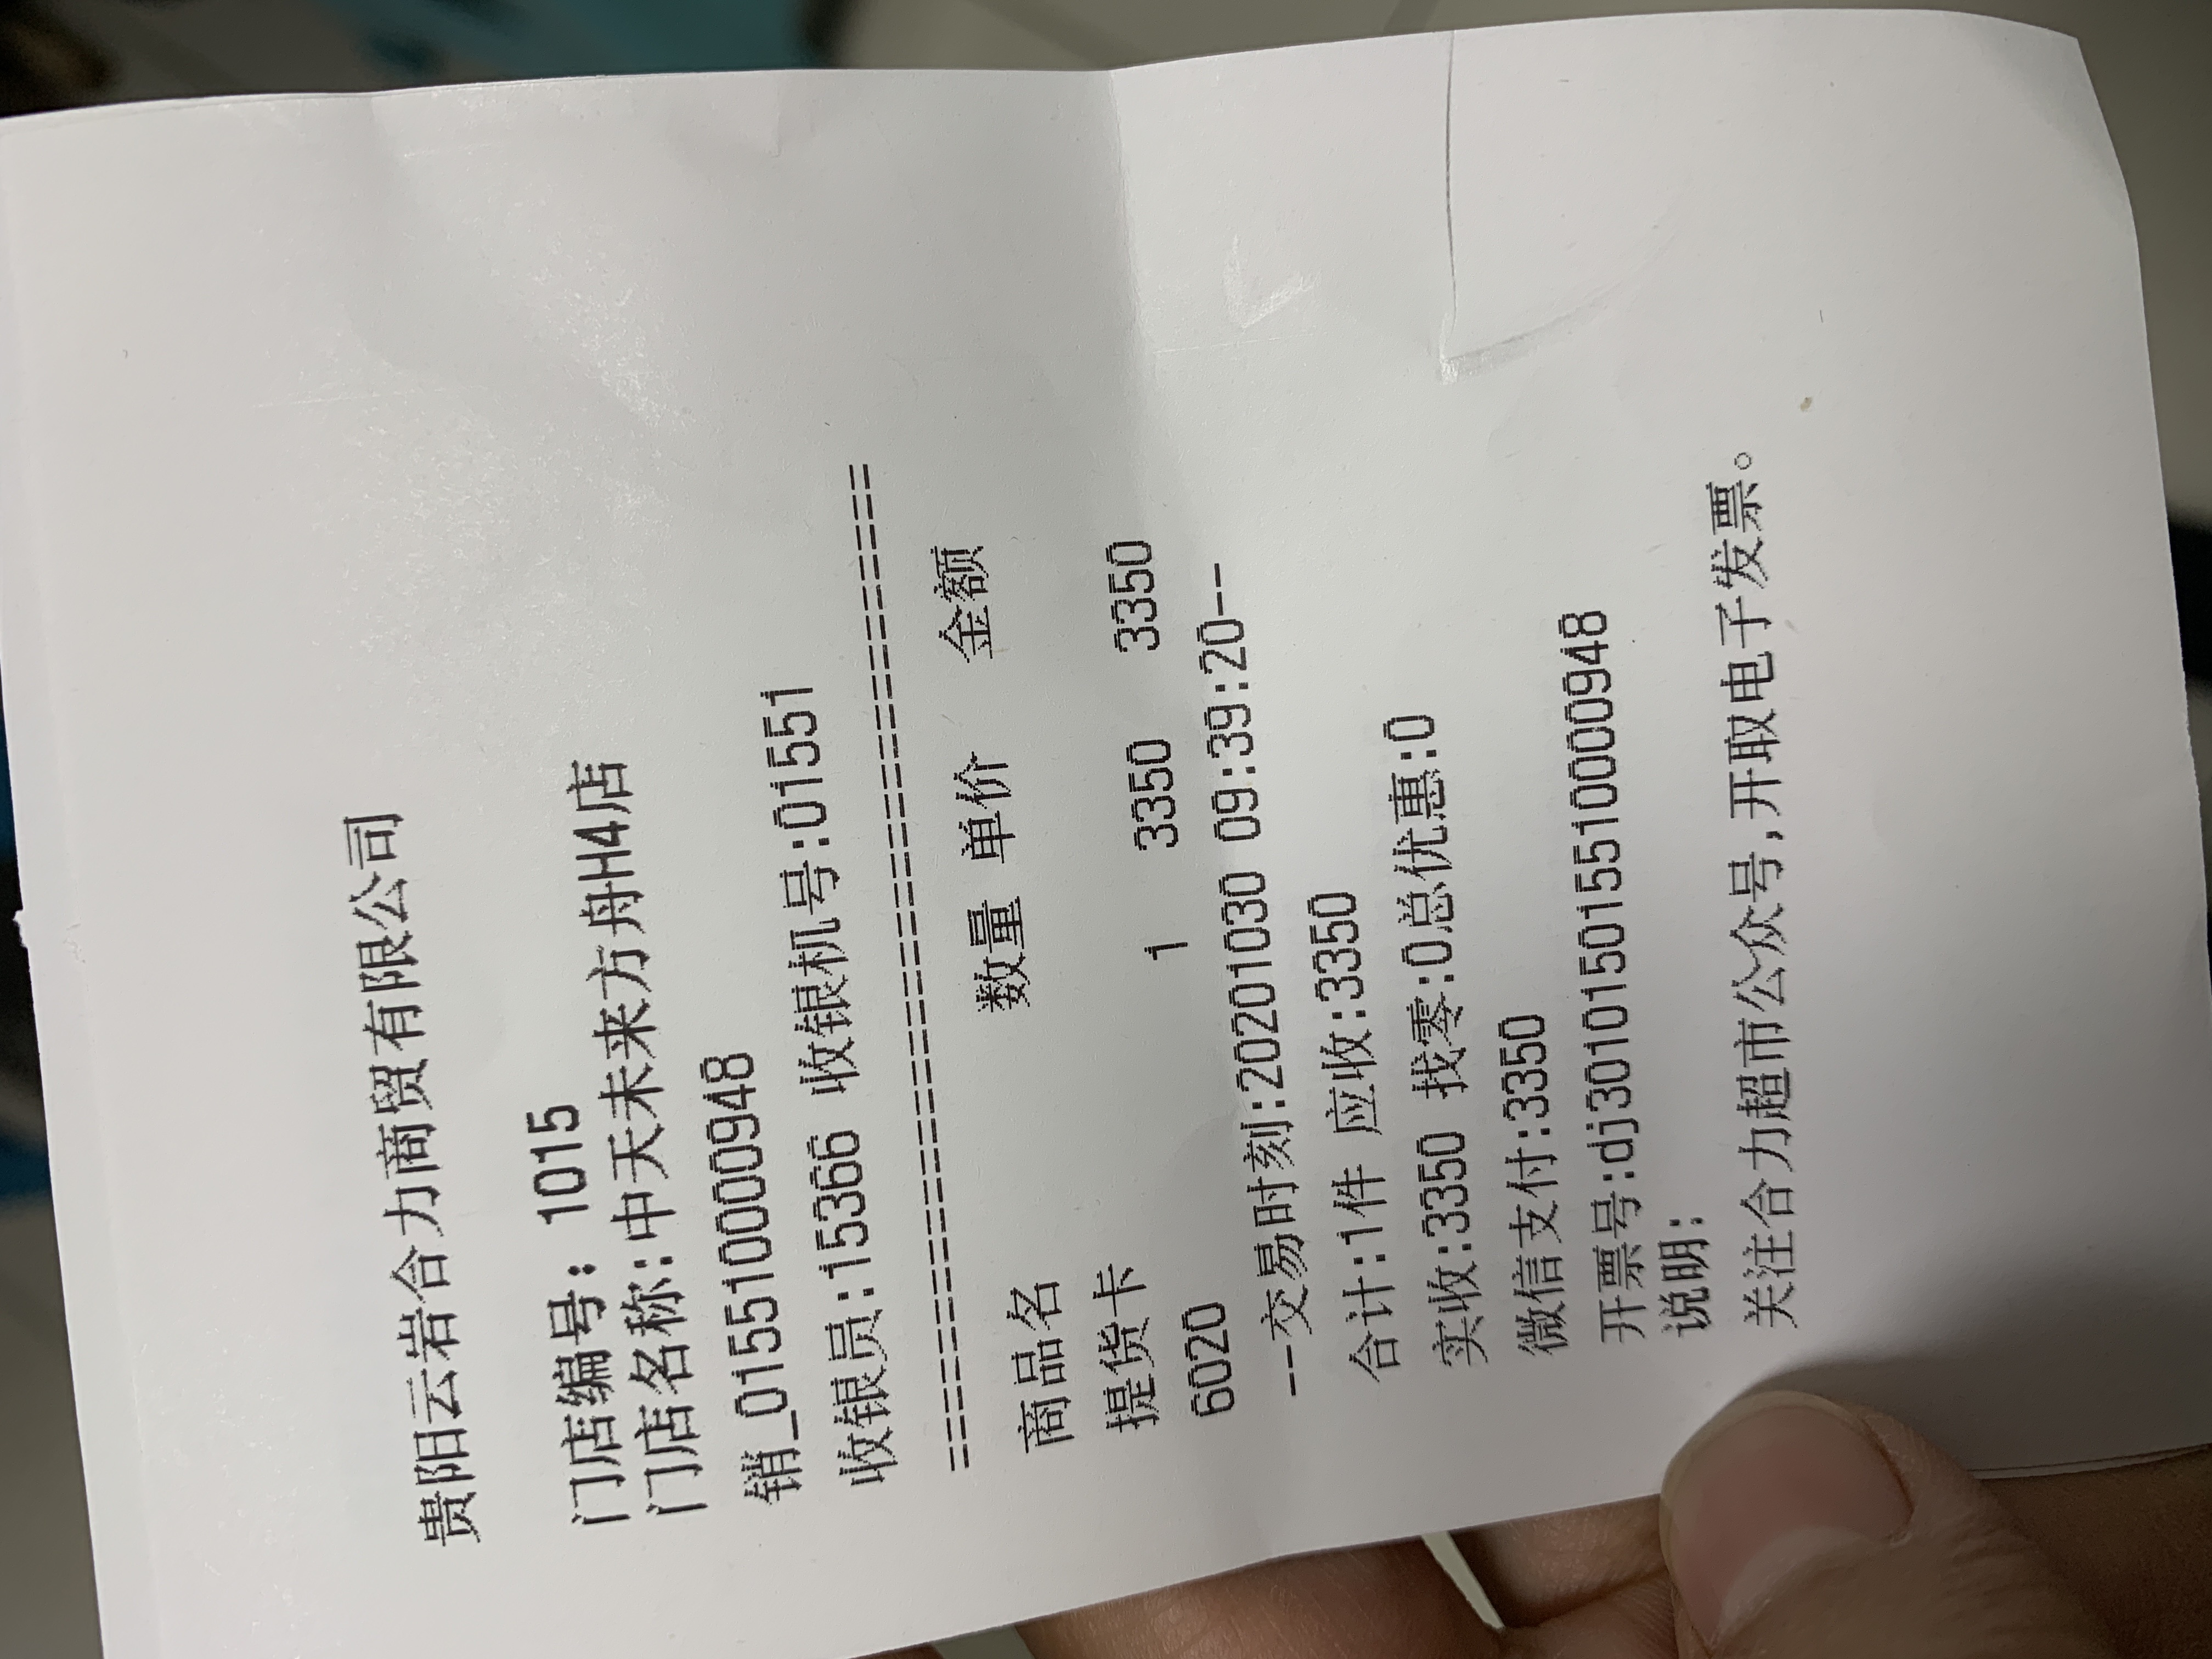 贵阳云岩合力商贸有限公司
门店编号: 1015
门店名称:中天未来方舟H4店
销_01551000948
收银员:15366 收银机号:01551
========================================
商品名 数量 单价 金额
提货卡 1 3350 3350
6020
--交易时刻:20201030 09:39:20--
合计:1件 应收:3350
实收:3350 找零:0总优惠:0
微信支付:3350
开票号:dj30101501551000948
说明:
关注合力超市公众号,开取电子发票。